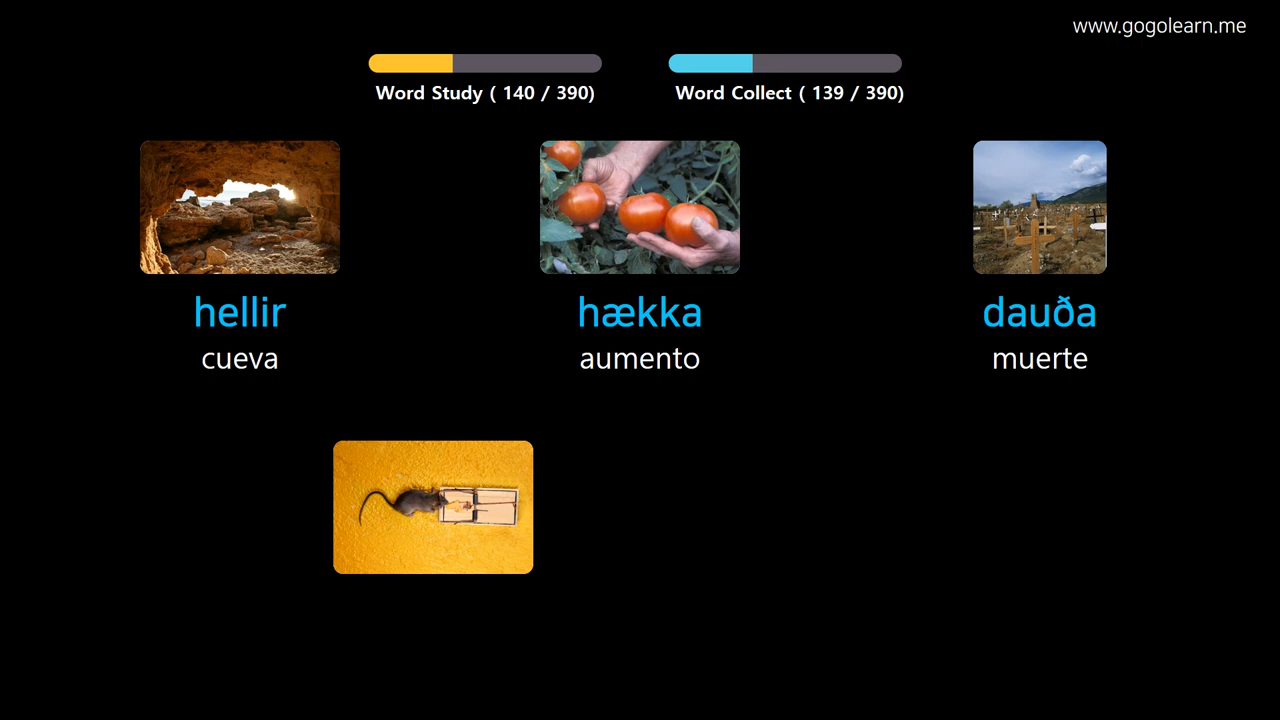 www.gogolearn.me
Word Study ( 140 / 390)
Word Collect ( 139 / 390)
hellir
cueva
hækka
aumento
dauða
muerte